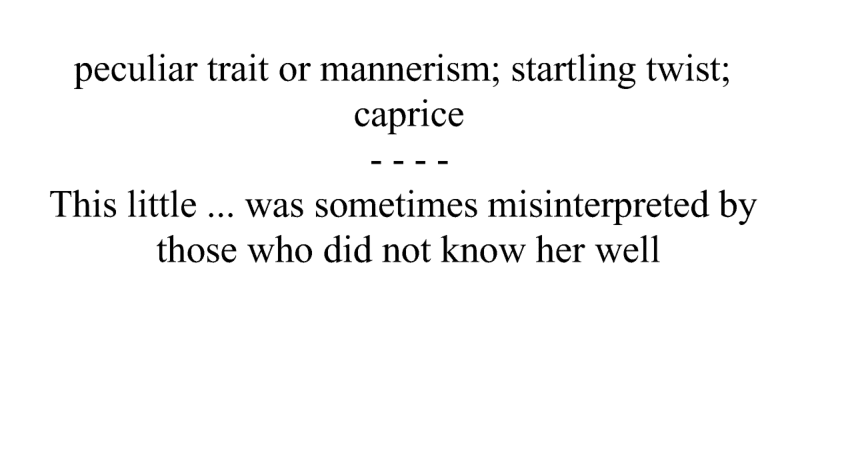 peculiar trait or mannerism; startling twist;
caprice
- - - -
This little ... was sometimes misinterpreted by
those who did not know her well